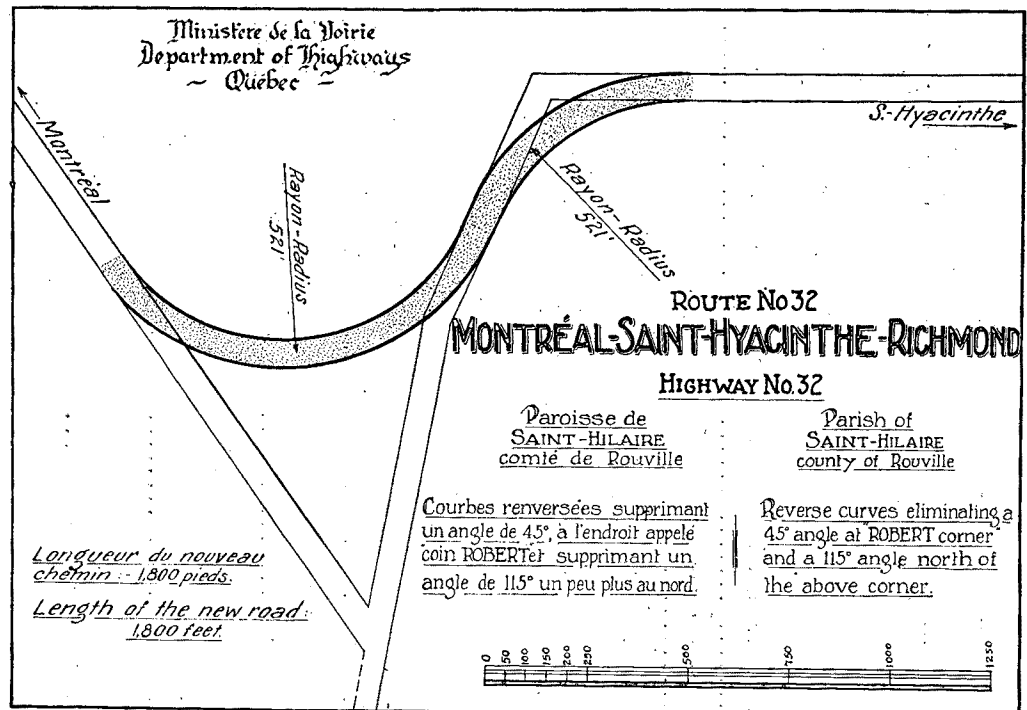 Ministère de la Voirie
Department of Highways
~ Québec ~
Montréal
Rayon-Radius
521'
Rayon-Radius
521'
S.-Hyacinthe
ROUTE No 32
MONTRÉAL-SAINT-HYACINTHE-RICHMOND
HIGHWAY No. 32
Paroisse de
SAINT-HILAIRE
comté de Rouville
Parish of
SAINT-HILAIRE
county of Rouville
Courbes renversées supprimant
un angle de 45°, à l'endroit appelé
coin ROBERT et supprimant un
angle de 115° un peu plus au nord.
Reverse curves eliminating a
45° angle at "ROBERT corner"
and a 115° angle north of
the above corner.
Longueur du nouveau
chemin :- 1,800 pieds.
Length of the new road:
1,800 feet.
0 50 100 150 200 250 500 750 1000 1250